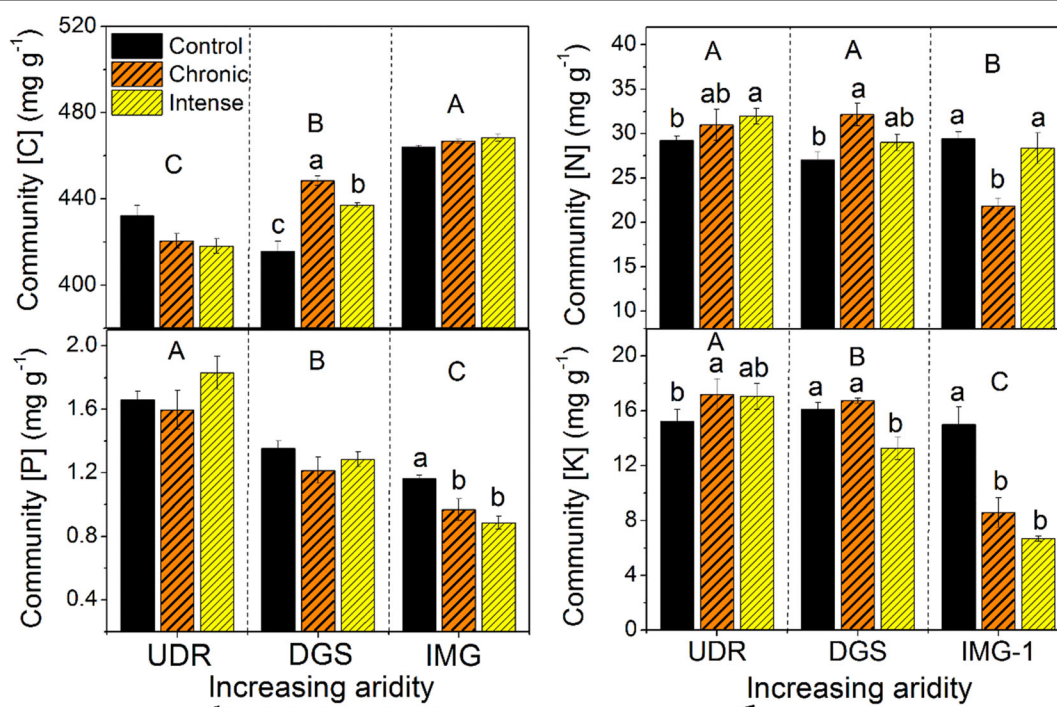 520
480
440
400
Community [C] (mg g⁻¹)
Control
Chronic
Intense
C
B
A
c
a
b
40
35
30
25
20
15
10
Community [N] (mg g⁻¹)
A
A
B
b
ab
a
b
a
ab
a
b
a
2.0
1.6
1.2
0.8
0.4
Community [P] (mg g⁻¹)
A
B
C
a
b
b
UDR
DGS
IMG
Increasing aridity
20
16
12
8
4
0
Community [K] (mg g⁻¹)
A
B
C
b
a
ab
a
a
b
a
b
b
UDR
DGS
IMG-1
Increasing aridity